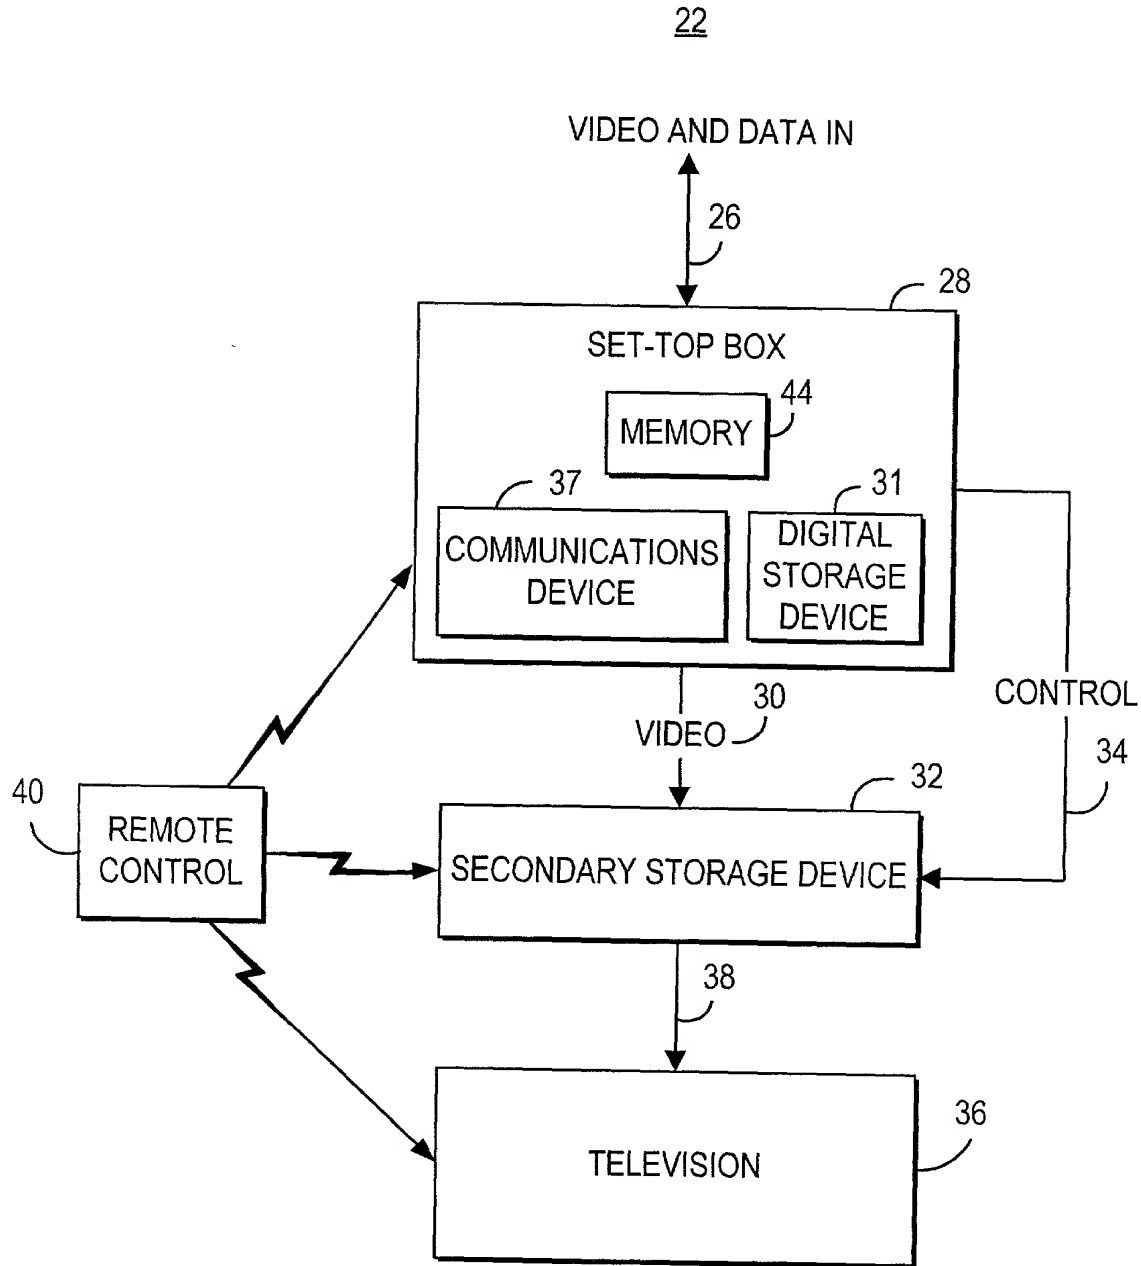 22
VIDEO AND DATA IN
26
28
SET-TOP BOX
44
MEMORY
37
31
COMMUNICATIONS
DEVICE
DIGITAL
STORAGE
DEVICE
CONTROL
30
VIDEO
34
32
40
REMOTE
CONTROL
SECONDARY STORAGE DEVICE
38
36
TELEVISION